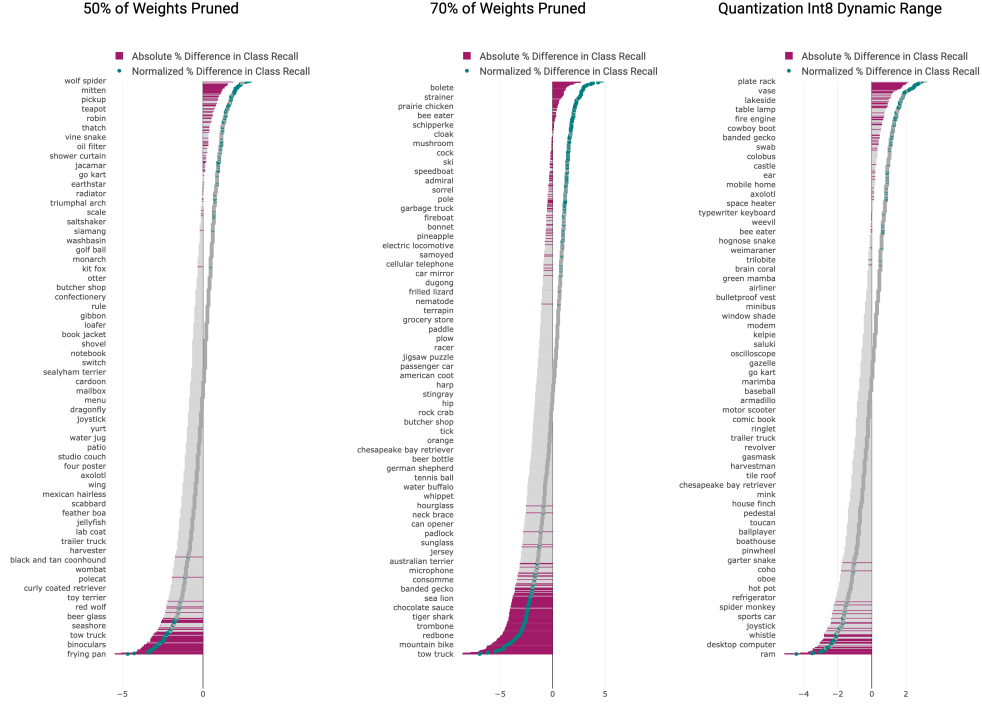 50% of Weights Pruned
Absolute % Difference in Class Recall
Normalized % Difference in Class Recall
wolf spider
mitten
pickup
teapot
robin
thatch
vine snake
oil filter
shower curtain
jacamar
go kart
earthstar
radiator
triumphal arch
scale
saltshaker
siamang
washbasin
golf ball
monarch
kit fox
otter
butcher shop
confectionery
rule
gibbon
loafer
book jacket
shovel
notebook
switch
sealyham terrier
cardoon
mailbox
menu
dragonfly
joystick
yurt
water jug
patio
studio couch
four poster
axolotl
wing
mexican hairless
scabbard
feather boa
jellyfish
lab coat
trailer truck
harvester
black and tan coonhound
wombat
polecat
curly coated retriever
toy terrier
red wolf
beer glass
seashore
tow truck
binoculars
frying pan
−5 0
70% of Weights Pruned
Absolute % Difference in Class Recall
Normalized % Difference in Class Recall
bolete
strainer
prairie chicken
bee eater
schipperke
cloak
mushroom
cock
ski
speedboat
admiral
sorrel
pole
garbage truck
fireboat
bonnet
pineapple
electric locomotive
samoyed
cellular telephone
car mirror
dugong
frilled lizard
nematode
terrapin
grocery store
paddle
plow
racer
jigsaw puzzle
passenger car
american coot
harp
stingray
hip
rock crab
butcher shop
tick
orange
chesapeake bay retriever
beer bottle
german shepherd
tennis ball
water buffalo
whippet
hourglass
neck brace
can opener
padlock
sunglass
jersey
australian terrier
microphone
consomme
banded gecko
sea lion
chocolate sauce
tiger shark
trombone
redbone
mountain bike
tow truck
−5 0 5
Quantization Int8 Dynamic Range
Absolute % Difference in Class Recall
Normalized % Difference in Class Recall
plate rack
vase
lakeside
table lamp
fire engine
cowboy boot
banded gecko
swab
colobus
castle
ear
mobile home
axolotl
space heater
typewriter keyboard
weevil
bee eater
hognose snake
weimaraner
trilobite
brain coral
green mamba
airliner
bulletproof vest
minibus
window shade
modem
kelpie
saluki
oscilloscope
gazelle
go kart
marimba
baseball
armadillo
motor scooter
comic book
ringlet
trailer truck
revolver
gasmask
harvestman
tile roof
chesapeake bay retriever
mink
house finch
pedestal
toucan
ballplayer
boathouse
pinwheel
garter snake
coho
oboe
hot pot
refrigerator
spider monkey
sports car
joystick
whistle
desktop computer
ram
−4 −2 0 2